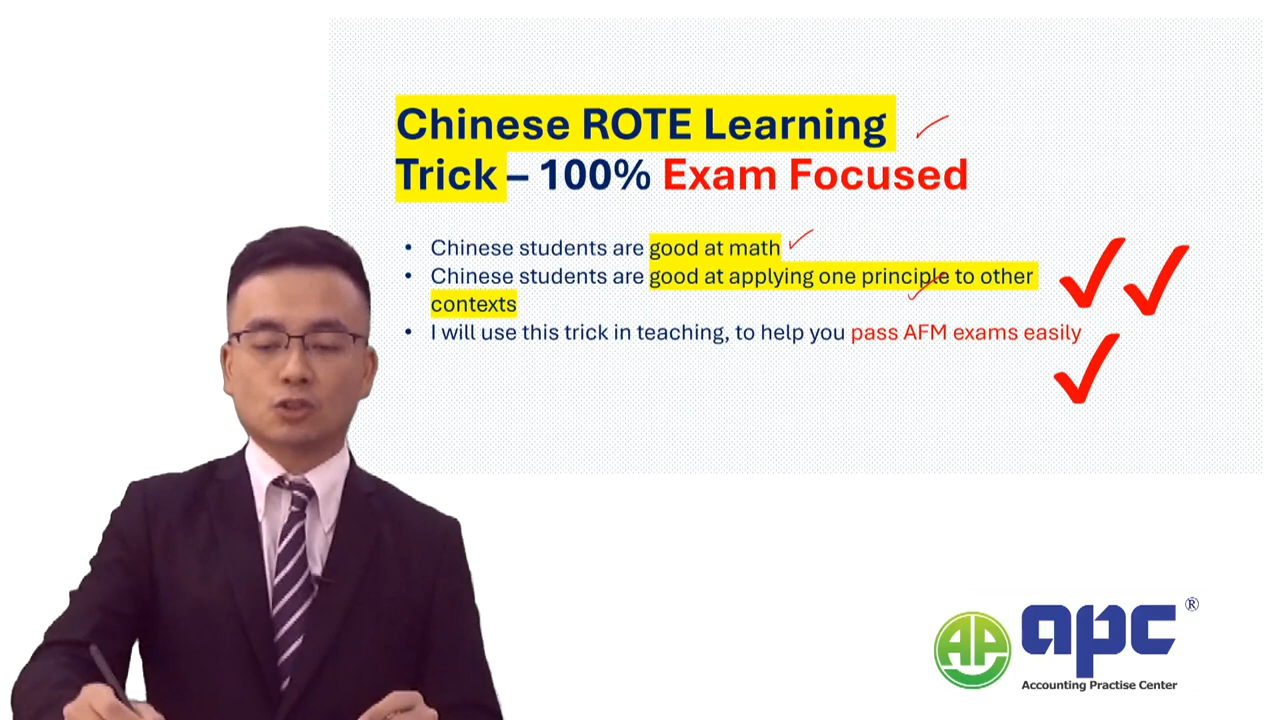 Chinese ROTE Learning
Trick – 100% Exam Focused
• Chinese students are good at math
• Chinese students are good at applying one principle to other
contexts
• I will use this trick in teaching, to help you pass AFM exams easily
AP
apc®
Accounting Practise Center